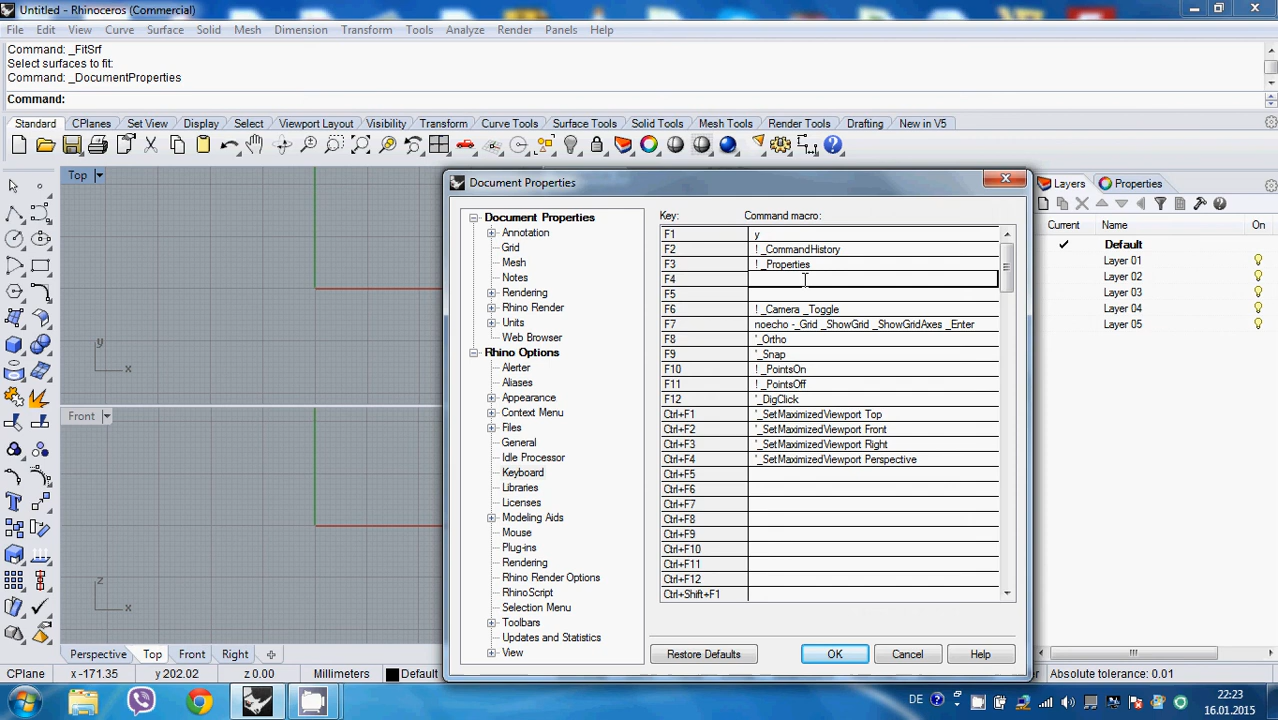 Untitled - Rhinoceros (Commercial)
File Edit View Curve Surface Solid Mesh Dimension Transform Tools Analyze Render Panels Help
Command: _FitSrf
Select surfaces to fit:
Command: _DocumentProperties
Command:
Standard CPlanes Set View Display Select Viewport Layout Visibility Transform Curve Tools Surface Tools Solid Tools Mesh Tools Render Tools Drafting New in V5
Top
y
x
Front
z
x
Document Properties
Document Properties
Annotation
Grid
Mesh
Notes
Rendering
Rhino Render
Units
Web Browser
Rhino Options
Alerter
Aliases
Appearance
Context Menu
Files
General
Idle Processor
Keyboard
Libraries
Licenses
Modeling Aids
Mouse
Plug-ins
Rendering
Rhino Render Options
RhinoScript
Selection Menu
Toolbars
Updates and Statistics
View
Key: Command macro:
F1 y
F2 ! _CommandHistory
F3 ! _Properties
F4
F5
F6 ! _Camera _Toggle
F7 noecho -_Grid _ShowGrid _ShowGridAxes _Enter
F8 '_Ortho
F9 '_Snap
F10 ! _PointsOn
F11 ! _PointsOff
F12 '_DigClick
Ctrl+F1 '_SetMaximizedViewport Top
Ctrl+F2 '_SetMaximizedViewport Front
Ctrl+F3 '_SetMaximizedViewport Right
Ctrl+F4 '_SetMaximizedViewport Perspective
Ctrl+F5
Ctrl+F6
Ctrl+F7
Ctrl+F8
Ctrl+F9
Ctrl+F10
Ctrl+F11
Ctrl+F12
Ctrl+Shift+F1
Restore Defaults OK Cancel Help
Layers Properties
Current Name On
Default
Layer 01
Layer 02
Layer 03
Layer 04
Layer 05
Perspective Top Front Right
CPlane x -171.35 y 202.02 z 0.00 Millimeters Default
Absolute tolerance: 0.01
DE
22:23
16.01.2015